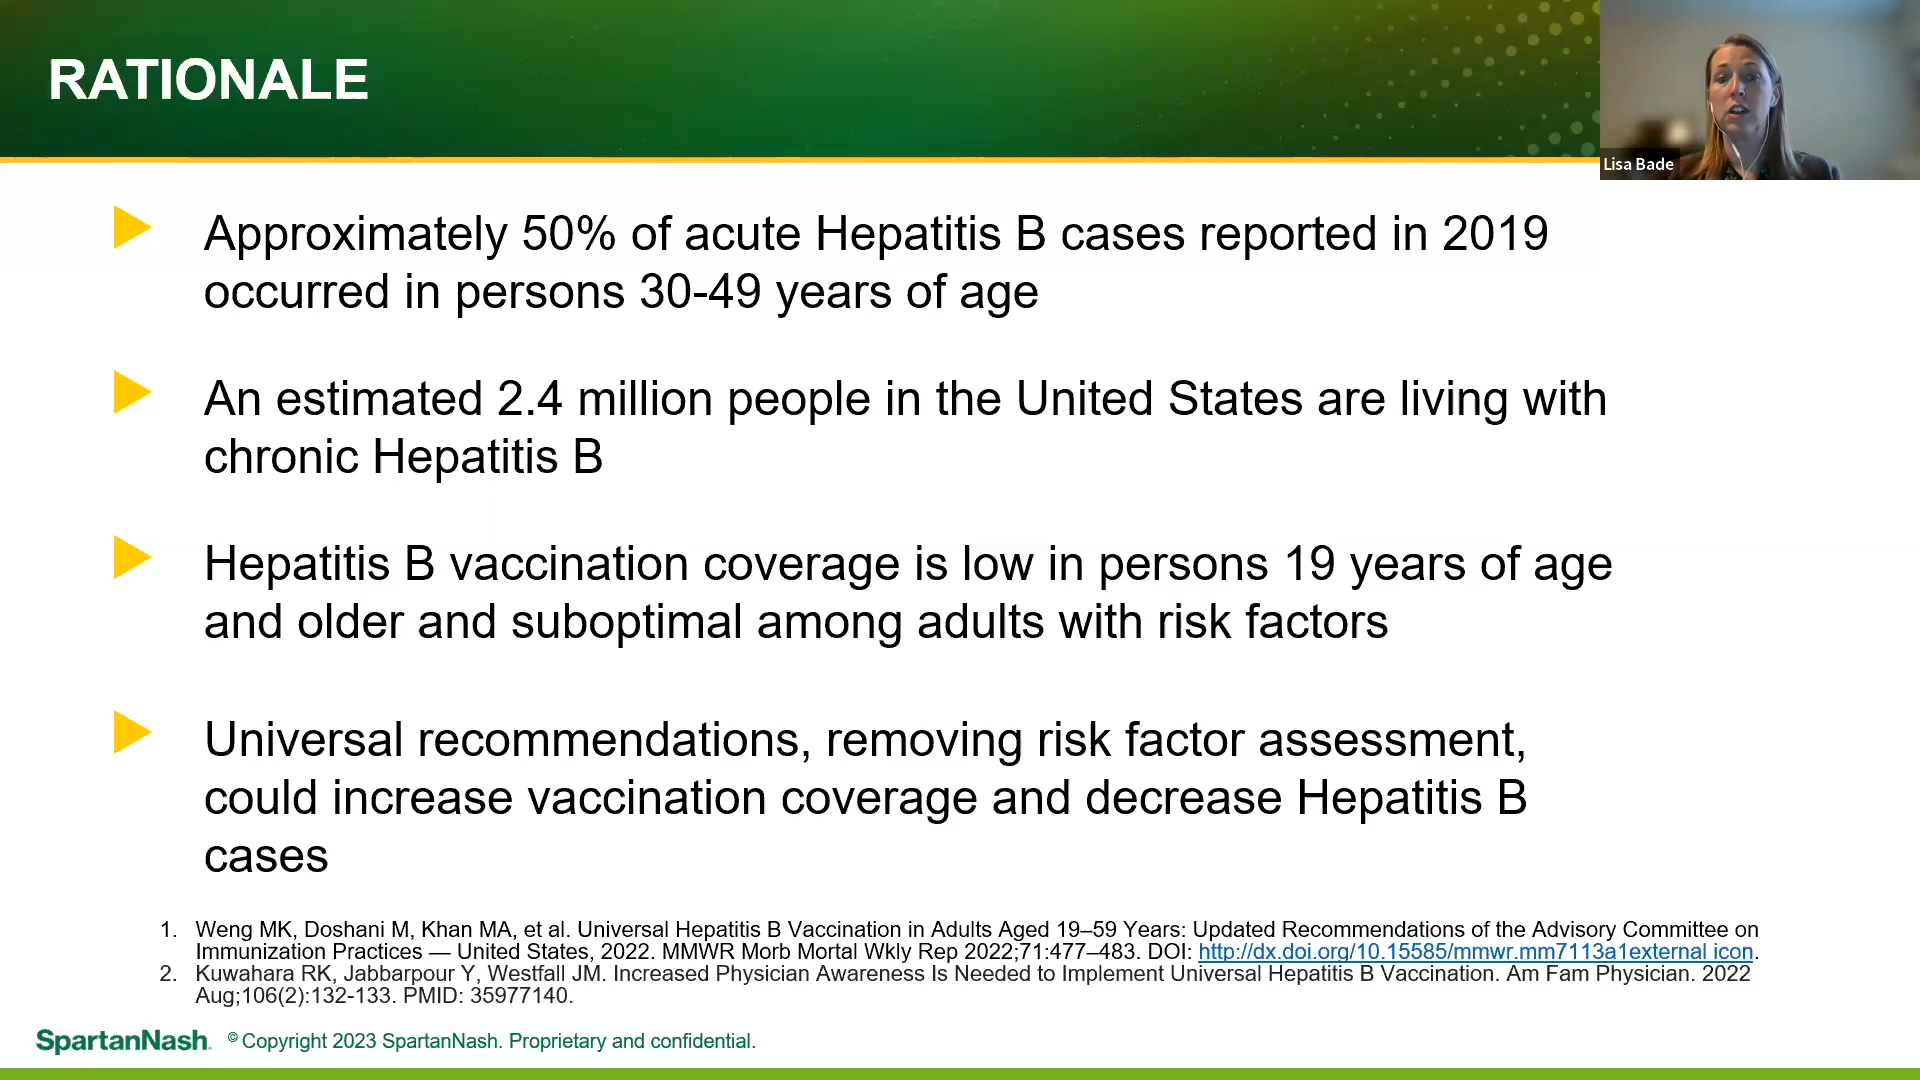 RATIONALE
Lisa Bade
Approximately 50% of acute Hepatitis B cases reported in 2019
occurred in persons 30-49 years of age
An estimated 2.4 million people in the United States are living with
chronic Hepatitis B
Hepatitis B vaccination coverage is low in persons 19 years of age
and older and suboptimal among adults with risk factors
Universal recommendations, removing risk factor assessment,
could increase vaccination coverage and decrease Hepatitis B
cases
1. Weng MK, Doshani M, Khan MA, et al. Universal Hepatitis B Vaccination in Adults Aged 19–59 Years: Updated Recommendations of the Advisory Committee on
Immunization Practices — United States, 2022. MMWR Morb Mortal Wkly Rep 2022;71:477–483. DOI: http://dx.doi.org/10.15585/mmwr.mm7113a1external icon.
2. Kuwahara RK, Jabbarpour Y, Westfall JM. Increased Physician Awareness Is Needed to Implement Universal Hepatitis B Vaccination. Am Fam Physician. 2022
Aug;106(2):132-133. PMID: 35977140.
SpartanNash © Copyright 2023 SpartanNash. Proprietary and confidential.